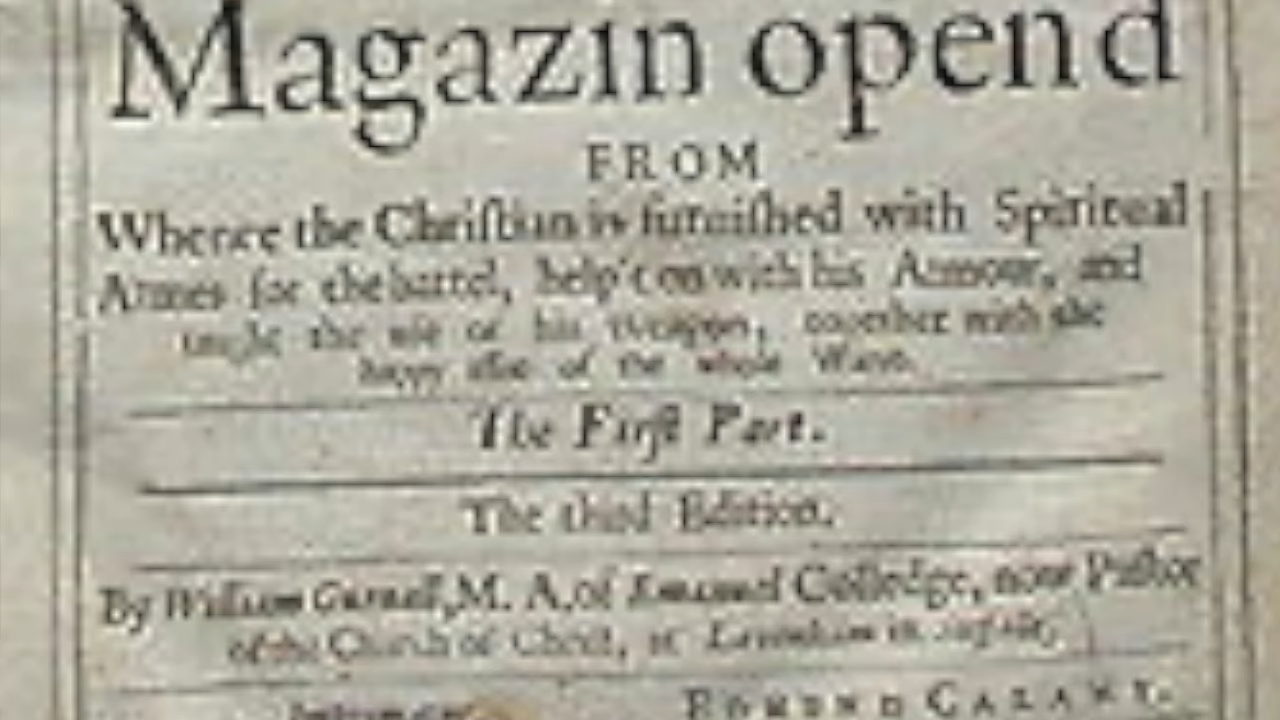 Magazin opend
FROM
Whence the Chriſtian is furniſhed with Spiritual
Armes for the battel, help't on with his Armour, and
taught the uſe of his Weapon, together with the
happy iſſue of the whole Warre.
The Firſt Part.
The third Edition.
By William Gurnall, M. A. of Emanuel Colledge, now Paſtor
of the Church of Chriſt, at Lavenham in Suffolk,
EDMUND CALAMY.